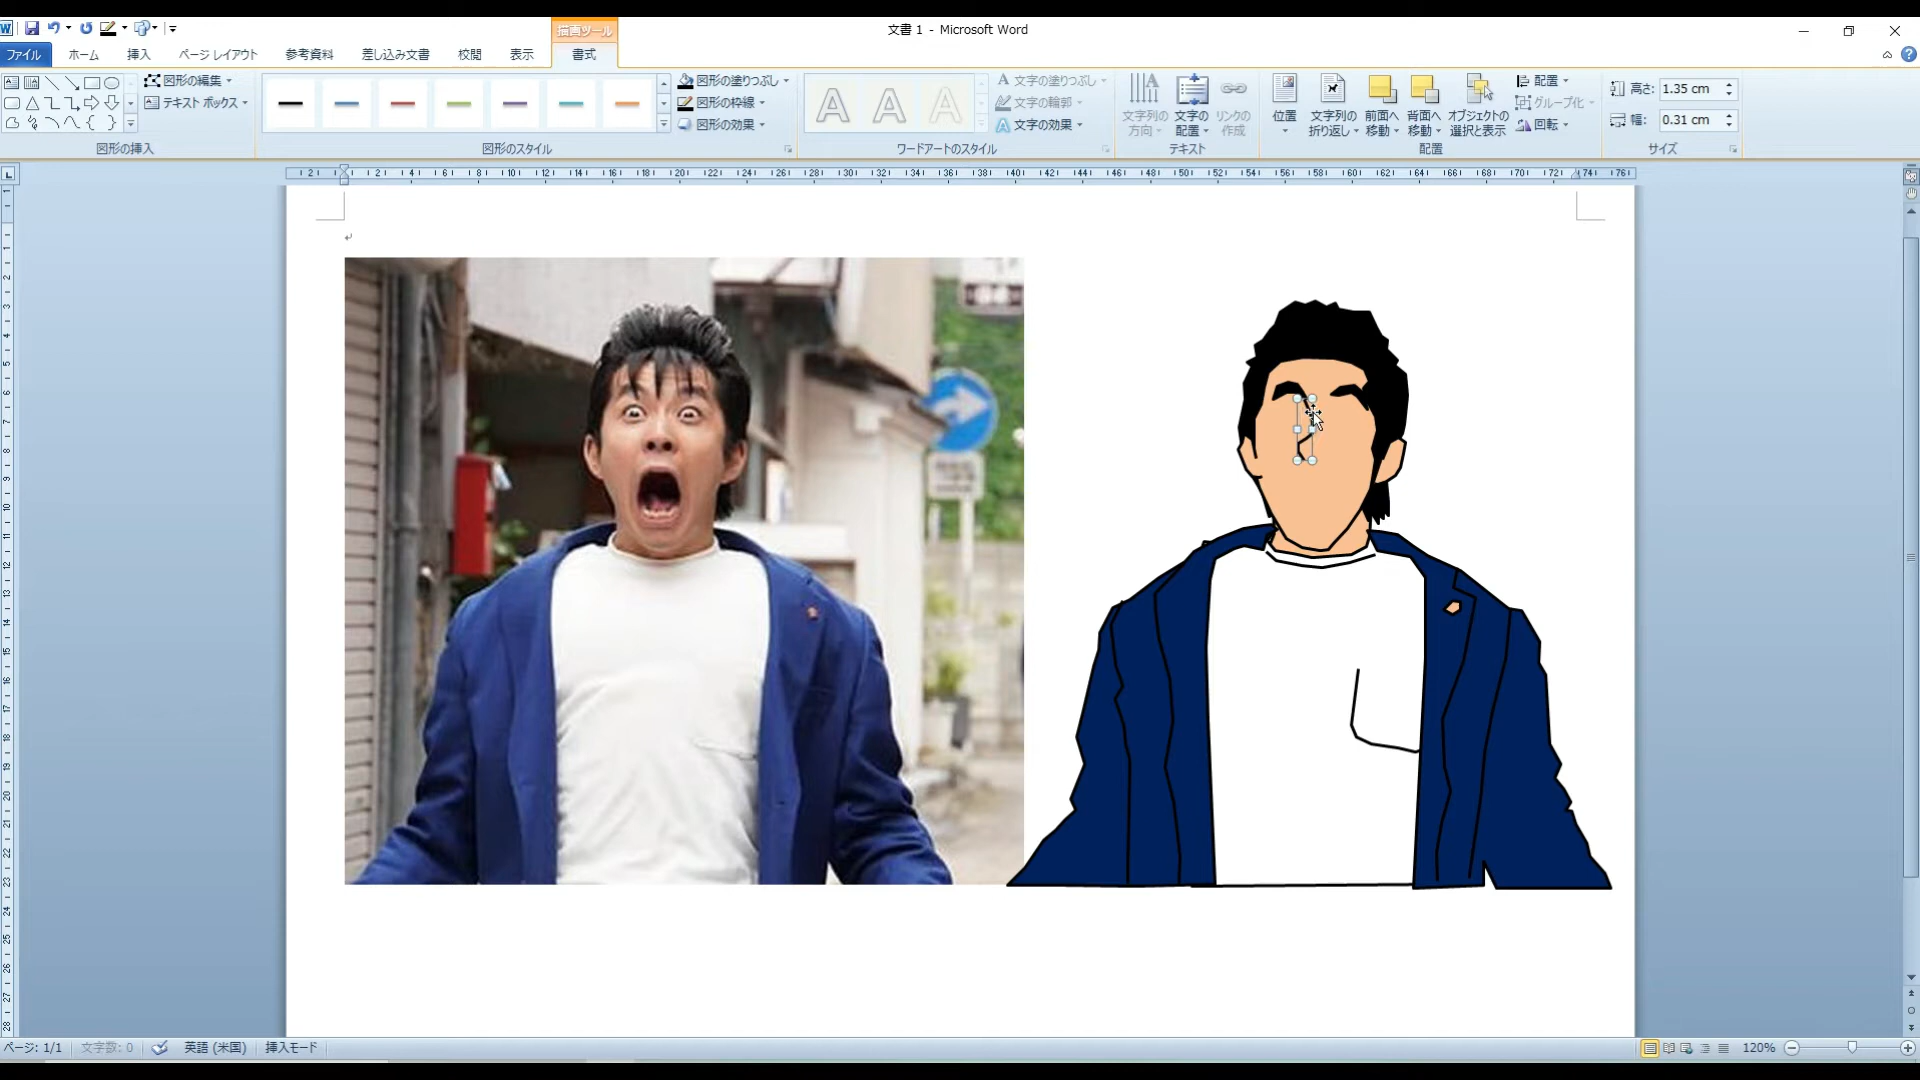 文書 1 - Microsoft Word
描画ツール
ファイル ホーム 挿入 ページ レイアウト 参考資料 差し込み文書 校閲 表示 書式
図形の編集
テキスト ボックス
図形の挿入
図形の塗りつぶし
図形の枠線
図形の効果
図形のスタイル
文字の塗りつぶし
文字の輪郭
文字の効果
ワードアートのスタイル
文字列の方向
文字の配置
リンクの作成
テキスト
位置
文字列の折り返し
前面へ移動
背面へ移動
オブジェクトの選択と表示
配置
グループ化
回転
配置
高さ: 1.35 cm
幅: 0.31 cm
サイズ
ページ: 1/1 文字数: 0 英語 (米国) 挿入モード 120%